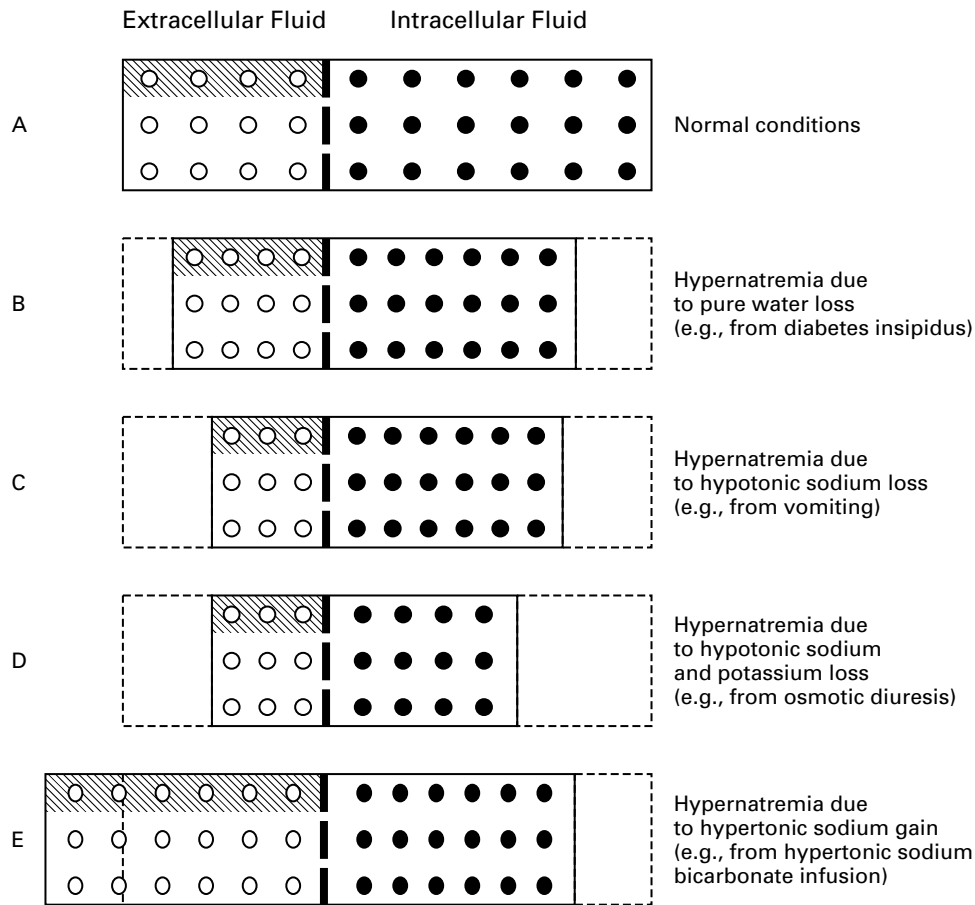 Extracellular Fluid Intracellular Fluid
A
Normal conditions
B
Hypernatremia due
to pure water loss
(e.g., from diabetes insipidus)
C
Hypernatremia due
to hypotonic sodium loss
(e.g., from vomiting)
D
Hypernatremia due
to hypotonic sodium
and potassium loss
(e.g., from osmotic diuresis)
E
Hypernatremia due
to hypertonic sodium gain
(e.g., from hypertonic sodium
bicarbonate infusion)